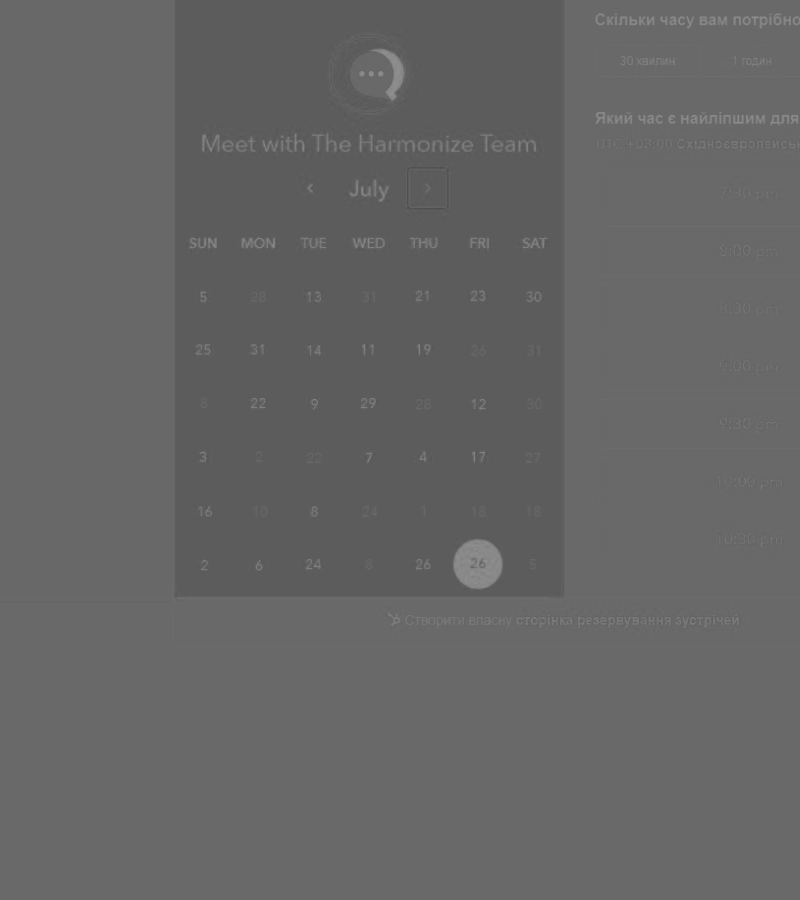 Meet with The Harmonize Team
‹ July ›
SUN MON TUE WED THU FRI SAT
5 28 13 31 21 23 30
25 31 14 11 19 26 31
8 22 9 29 28 12 30
3 2 22 7 4 17 27
16 10 8 24 1 18 18
2 6 24 8 26 26 5
Скільки часу вам потрібно
30 хвилин 1 годин
Який час є найліпшим для
UTC +03:00
7:30 pm
8:00 pm
8:30 pm
9:00 pm
9:30 pm
10:00 pm
10:30 pm
Створити власну сторінка резервування зустрічей